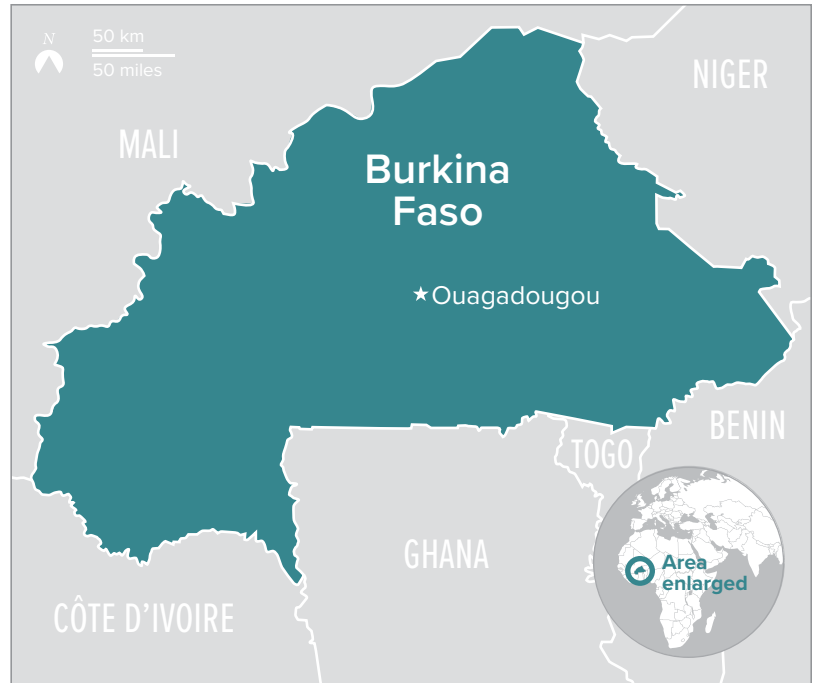 N
50 km
50 miles
NIGER
MALI
Burkina
Faso
Ouagadougou
BENIN
TOGO
GHANA
Area
enlarged
CÔTE D’IVOIRE